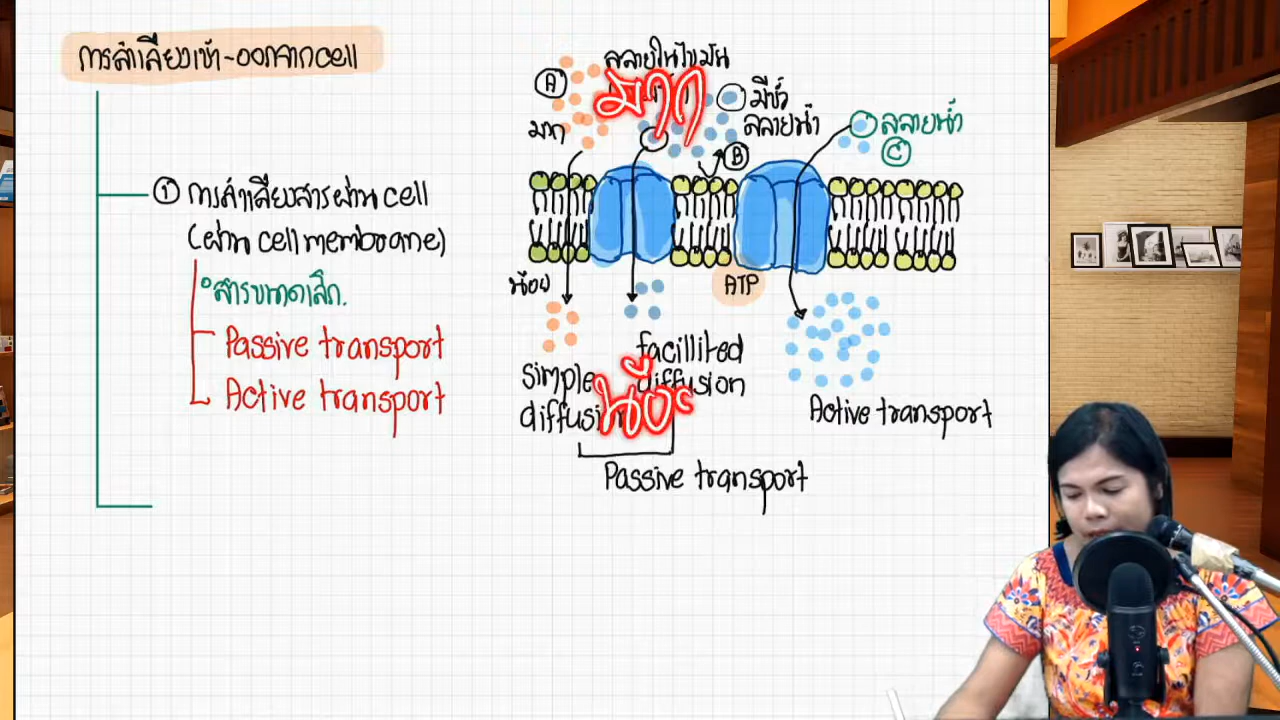 การลำเลียงเข้า-ออกจากcell
① การลำเลียงสารผ่าน cell
(ผ่าน cell membrane)
สารขนาดเล็ก.
Passive transport
Active transport
A
ละลายในไขมัน
มาก
มาก
มีขั้ว
ละลายน้ำ
B
ละลายน้ำ
C
น้อย
ATP
simple
facillited
diffusion
น้อย
Active transport
Passive transport